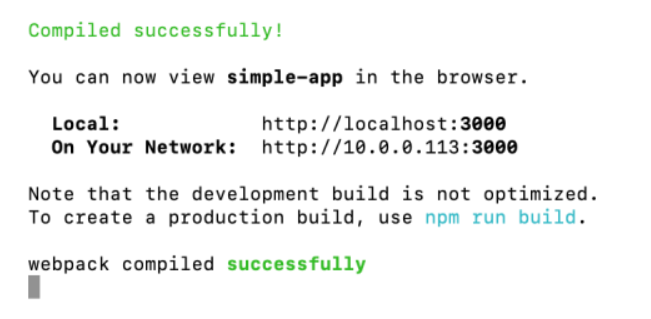 Compiled successfully!
You can now view simple-app in the browser.
Local: http://localhost:3000
On Your Network: http://10.0.0.113:3000
Note that the development build is not optimized.
To create a production build, use npm run build.
webpack compiled successfully